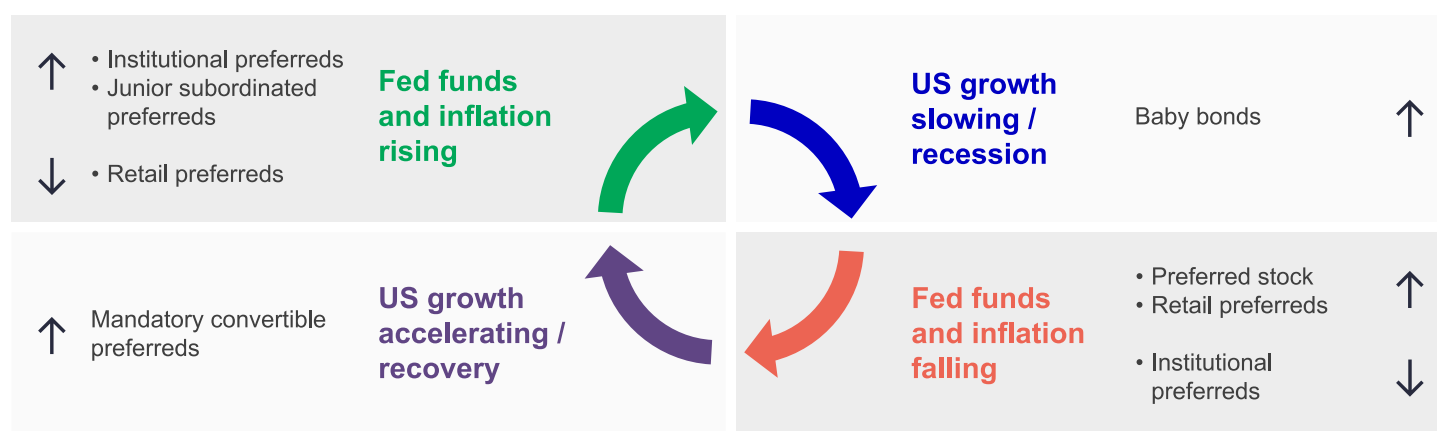 • Institutional preferreds
• Junior subordinated
preferreds
• Retail preferreds
Fed funds
and inflation
rising
US growth
slowing /
recession
Baby bonds
Mandatory convertible
preferreds
US growth
accelerating /
recovery
Fed funds
and inflation
falling
• Preferred stock
• Retail preferreds
• Institutional
preferreds